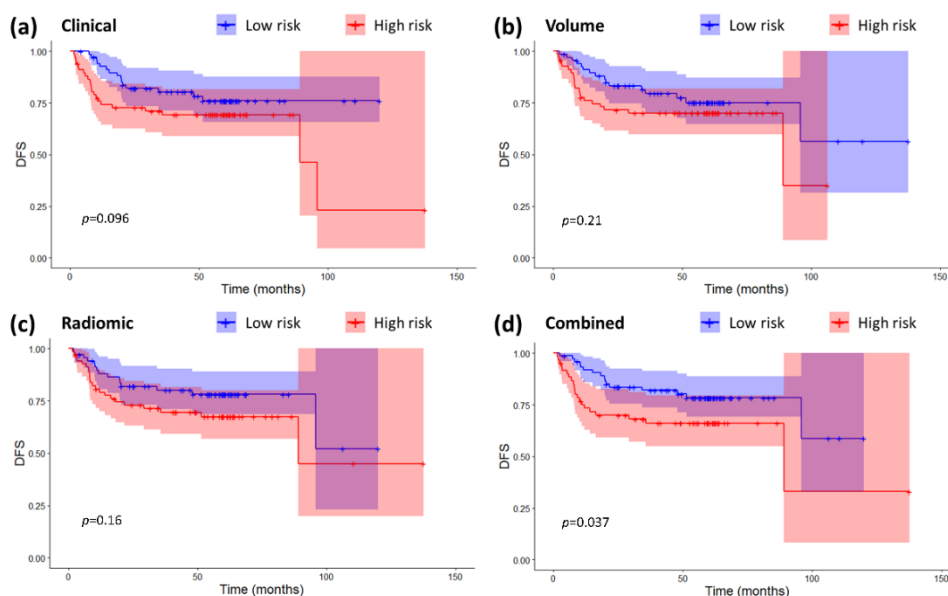 (a) Clinical Low risk High risk
1.00
0.75
0.50
0.25
0.00
DFS
p=0.096
0 50 100 150
Time (months)
(b) Volume Low risk High risk
1.00
0.75
0.50
0.25
0.00
DFS
p=0.21
0 50 100 150
Time (months)
(c) Radiomic Low risk High risk
1.00
0.75
0.50
0.25
0.00
DFS
p=0.16
0 50 100 150
Time (months)
(d) Combined Low risk High risk
1.00
0.75
0.50
0.25
0.00
DFS
p=0.037
0 50 100 150
Time (months)